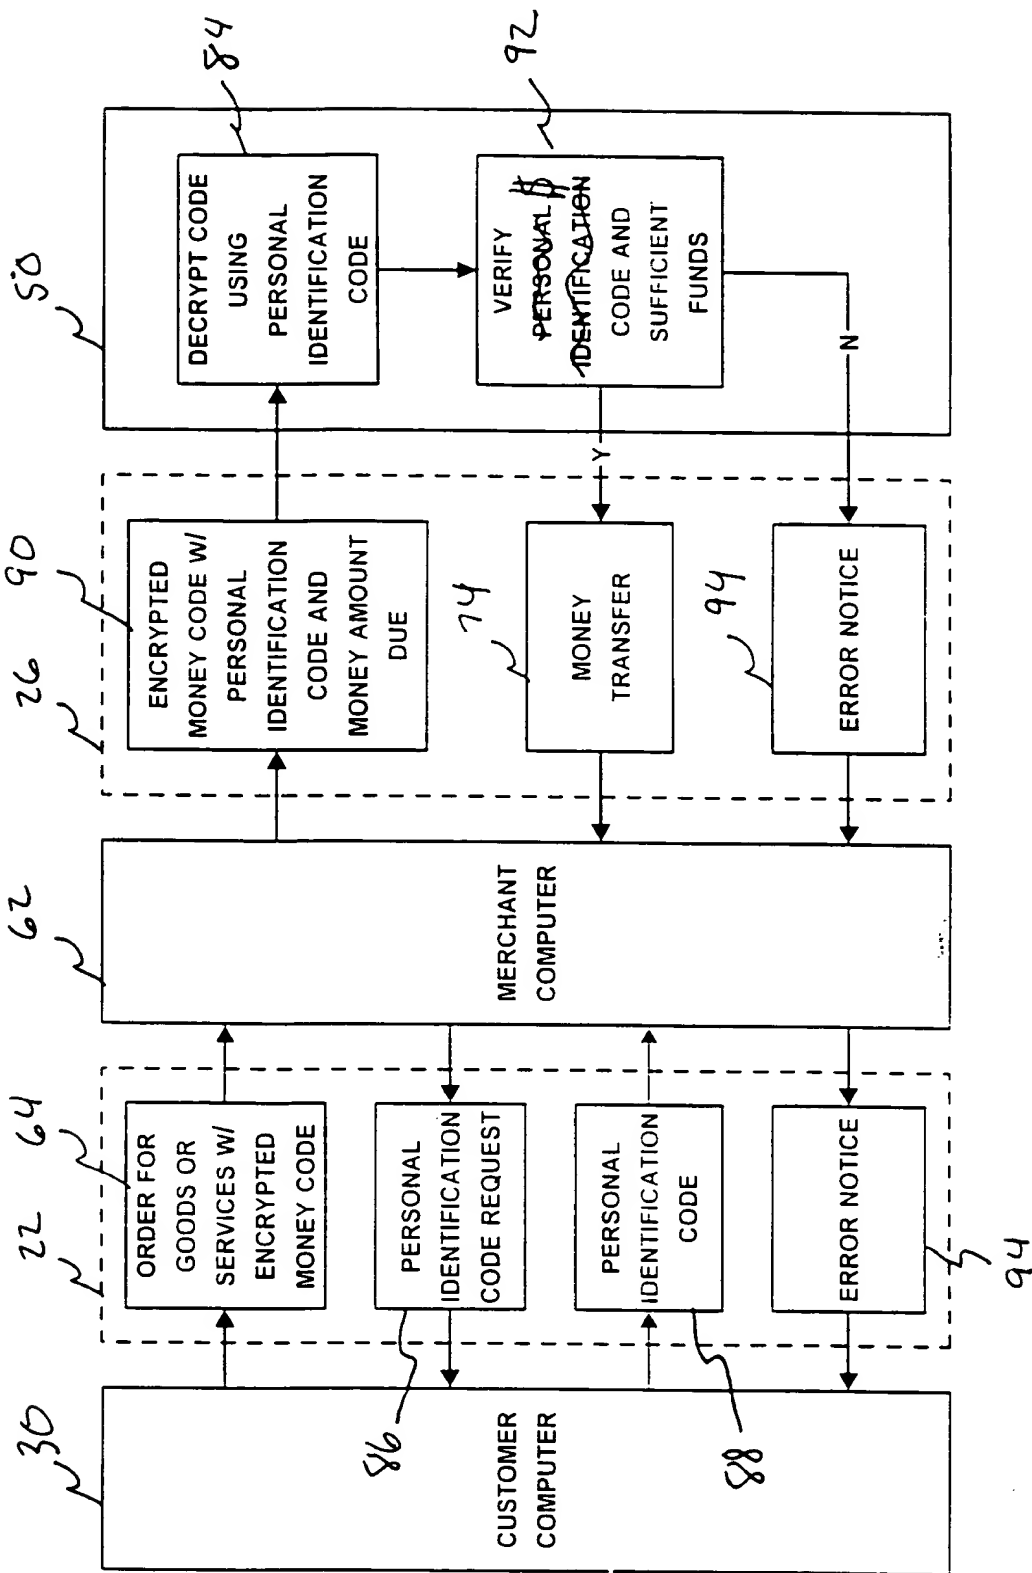 30
CUSTOMER
COMPUTER
22
64
ORDER FOR
GOODS OR
SERVICES W/
ENCRYPTED
MONEY CODE
86
PERSONAL
IDENTIFICATION
CODE REQUEST
88
PERSONAL
IDENTIFICATION
CODE
ERROR NOTICE
94
62
MERCHANT
COMPUTER
26
90
ENCRYPTED
MONEY CODE W/
PERSONAL
IDENTIFICATION
CODE AND
MONEY AMOUNT
DUE
74
MONEY
TRANSFER
94
ERROR NOTICE
50
84
DECRYPT CODE
USING
PERSONAL
IDENTIFICATION
CODE
92
VERIFY
PERSONAL $
IDENTIFICATION
CODE AND
SUFFICIENT
FUNDS
Y
N